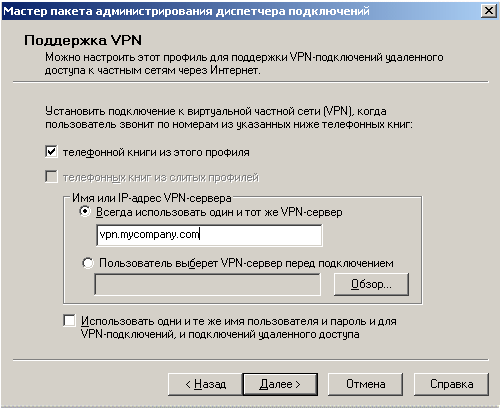 Мастер пакета администрирования диспетчера подключений
Поддержка VPN
Можно настроить этот профиль для поддержки VPN-подключений удаленного
доступа к частным сетям через Интернет.
Установить подключение к виртуальной частной сети (VPN), когда
пользователь звонит по номерам из указанных ниже телефонных книг:
телефонной книги из этого профиля
телефонных книг из слитых профилей
Имя или IP-адрес VPN-сервера
Всегда использовать один и тот же VPN-сервер
vpn.mycompany.com
Пользователь выберет VPN-сервер перед подключением
Обзор...
Использовать одни и те же имя пользователя и пароль и для
VPN-подключений, и подключений удаленного доступа
< Назад Далее > Отмена Справка